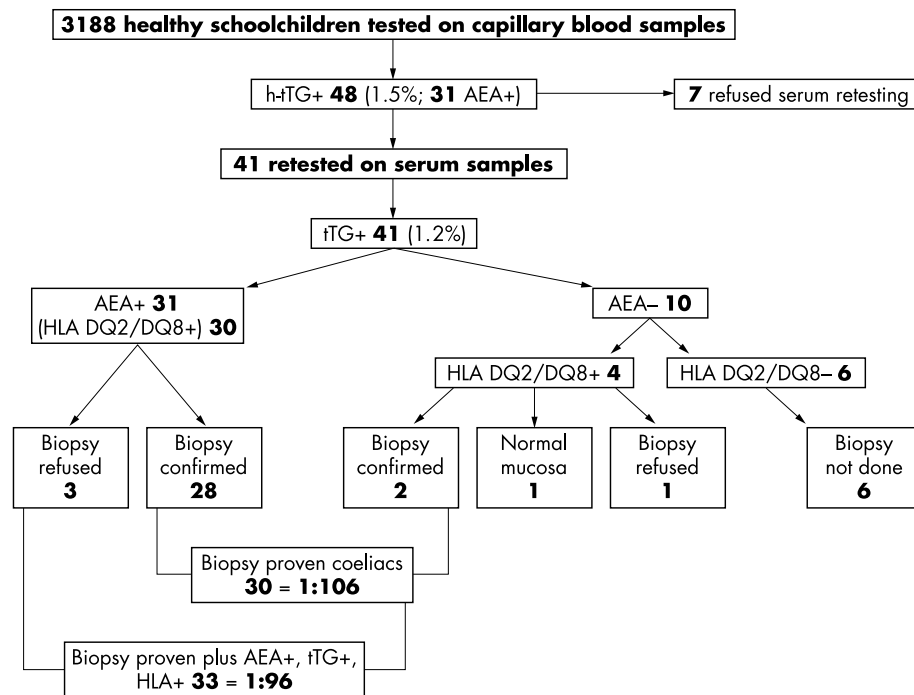 3188 healthy schoolchildren tested on capillary blood samples
h-tTG+ 48 (1.5%; 31 AEA+)
7 refused serum retesting
41 retested on serum samples
tTG+ 41 (1.2%)
AEA+ 31
(HLA DQ2/DQ8+) 30
AEA– 10
HLA DQ2/DQ8+ 4
HLA DQ2/DQ8– 6
Biopsy
refused
3
Biopsy
confirmed
28
Biopsy
confirmed
2
Normal
mucosa
1
Biopsy
refused
1
Biopsy
not done
6
Biopsy proven coeliacs
30 = 1:106
Biopsy proven plus AEA+, tTG+,
HLA+ 33 = 1:96